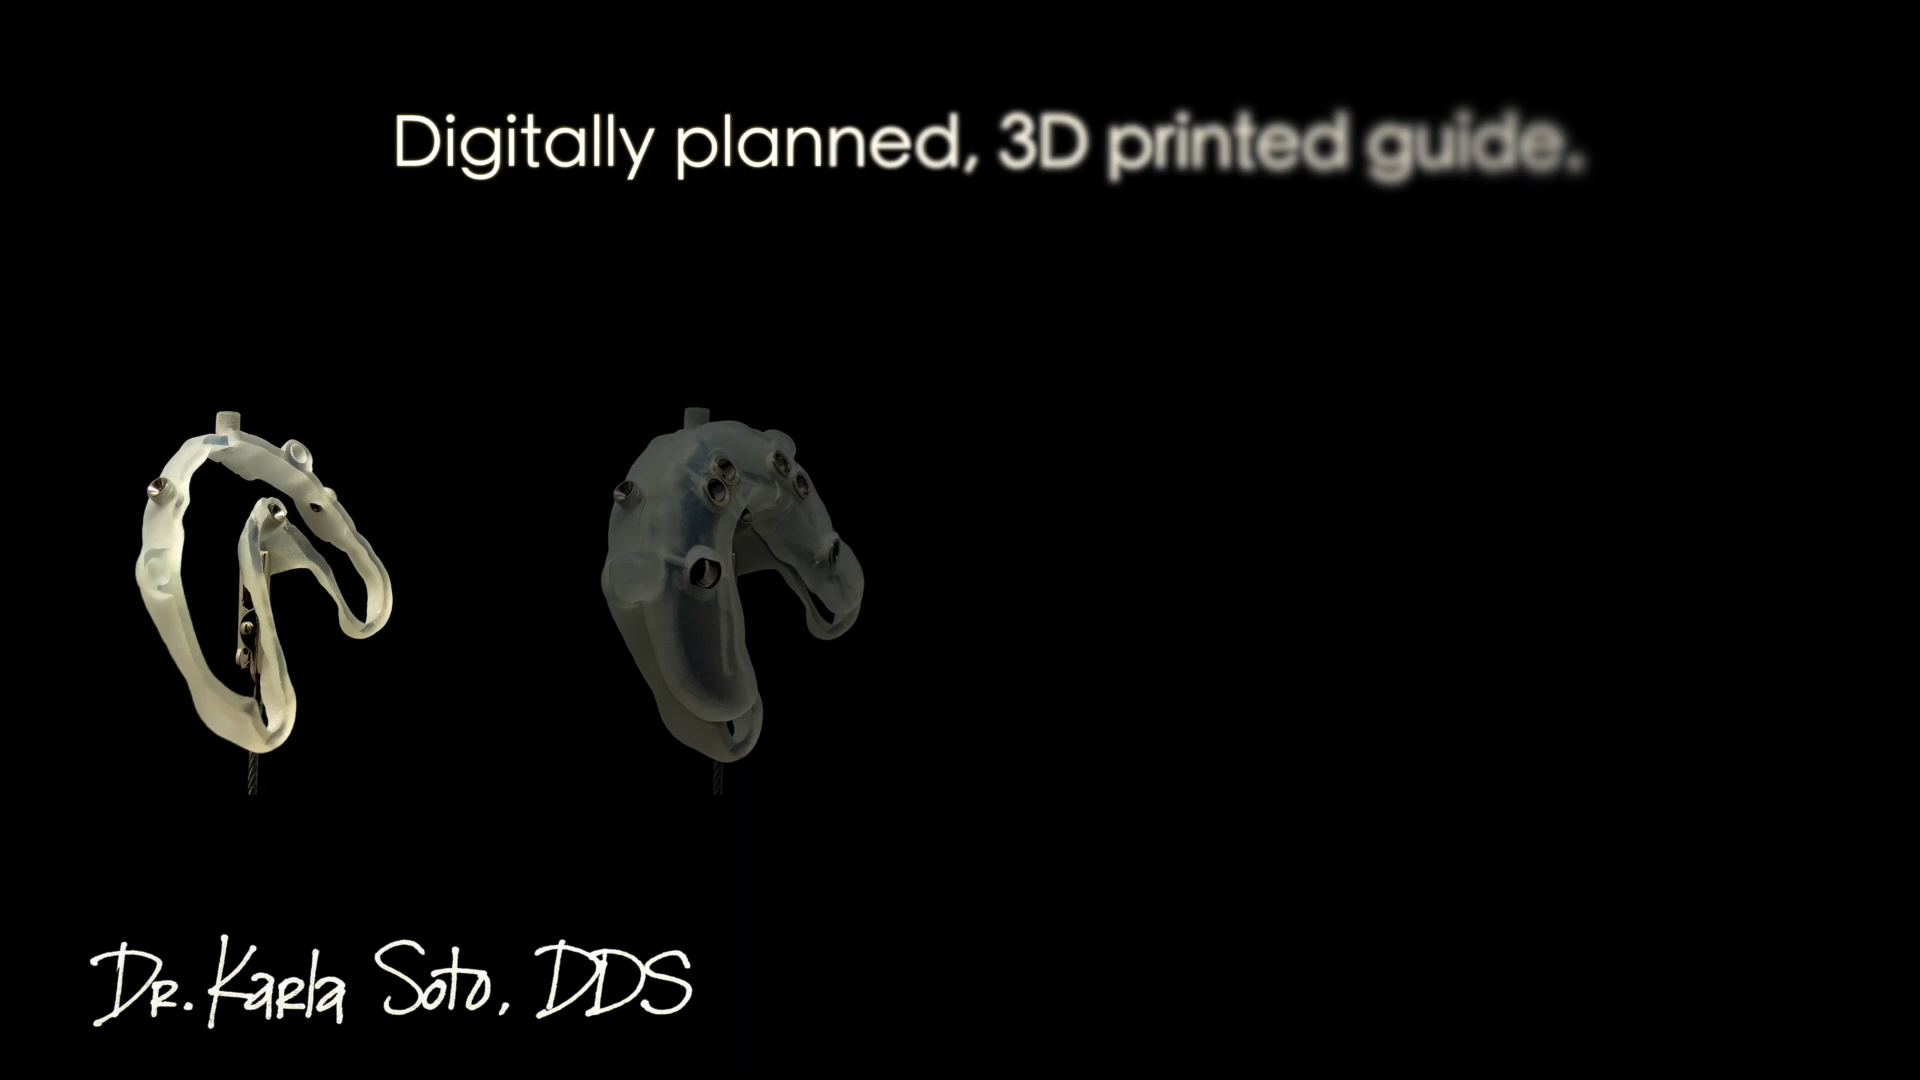 Digitally planned, 3D printed guide.
Dr. Karla Soto, DDS